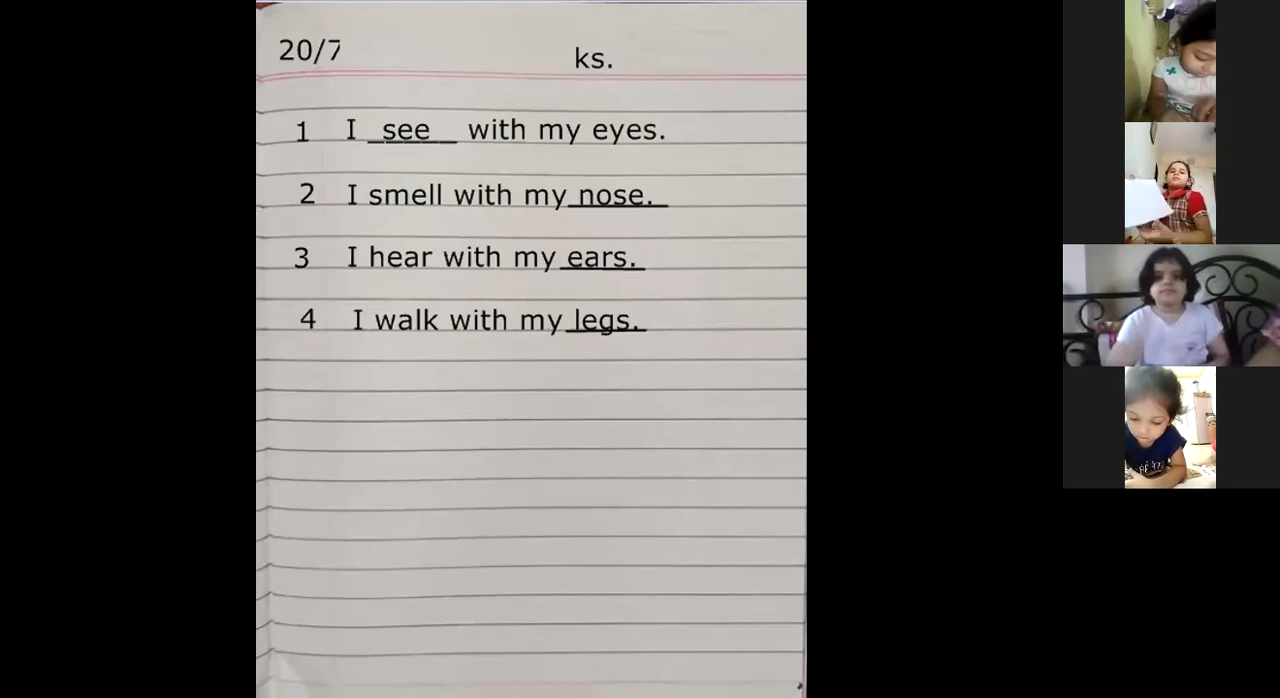 20/7
ks.
1 I see with my eyes.
2 I smell with my nose.
3 I hear with my ears.
4 I walk with my legs.